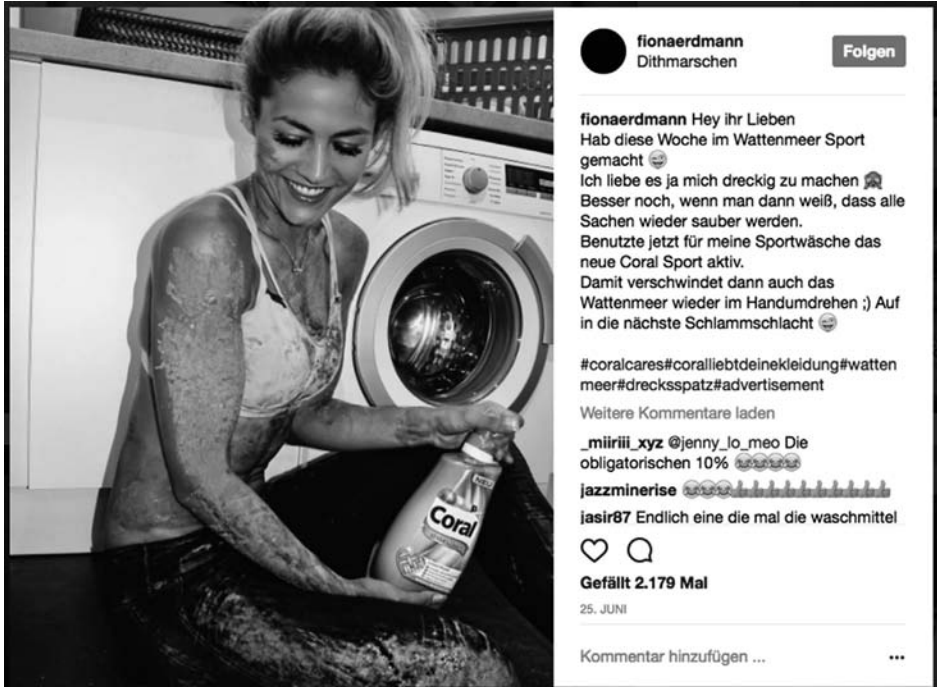 fionaerdmann
Dithmarschen
Folgen
fionaerdmann Hey ihr Lieben
Hab diese Woche im Wattenmeer Sport
gemacht 😜
Ich liebe es ja mich dreckig zu machen 🙈
Besser noch, wenn man dann weiß, dass alle
Sachen wieder sauber werden.
Benutzte jetzt für meine Sportwäsche das
neue Coral Sport aktiv.
Damit verschwindet dann auch das
Wattenmeer wieder im Handumdrehen ;) Auf
in die nächste Schlammschlacht 😜
#coralcares#coralliebtdeinekleidung#watten
meer#drecksspatz#advertisement
Weitere Kommentare laden
_miiriii_xyz @jenny_lo_meo Die
obligatorischen 10% 😂😂😂😂
jazzminerise 😂😂😂👍👍👍👍👍👍👍👍👍👍
jasir87 Endlich eine die mal die waschmittel
Gefällt 2.179 Mal
25. JUNI
Kommentar hinzufügen ...
NEU
Coral